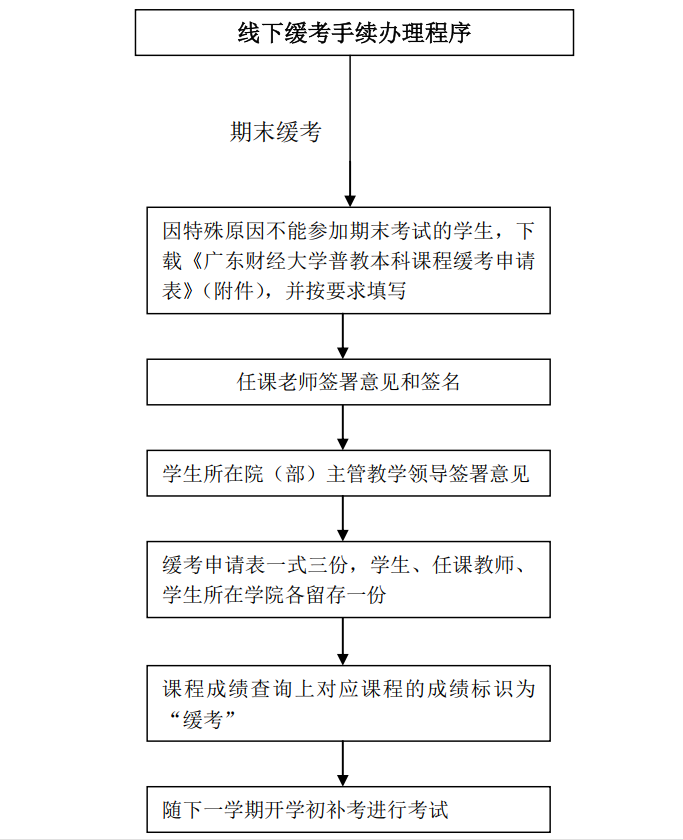 线下缓考手续办理程序
期末缓考
因特殊原因不能参加期末考试的学生，下
载《广东财经大学普教本科课程缓考申请
表》（附件），并按要求填写
任课老师签署意见和签名
学生所在院（部）主管教学领导签署意见
缓考申请表一式三份，学生、任课教师、
学生所在学院各留存一份
课程成绩查询上对应课程的成绩标识为
“缓考”
随下一学期开学初补考进行考试